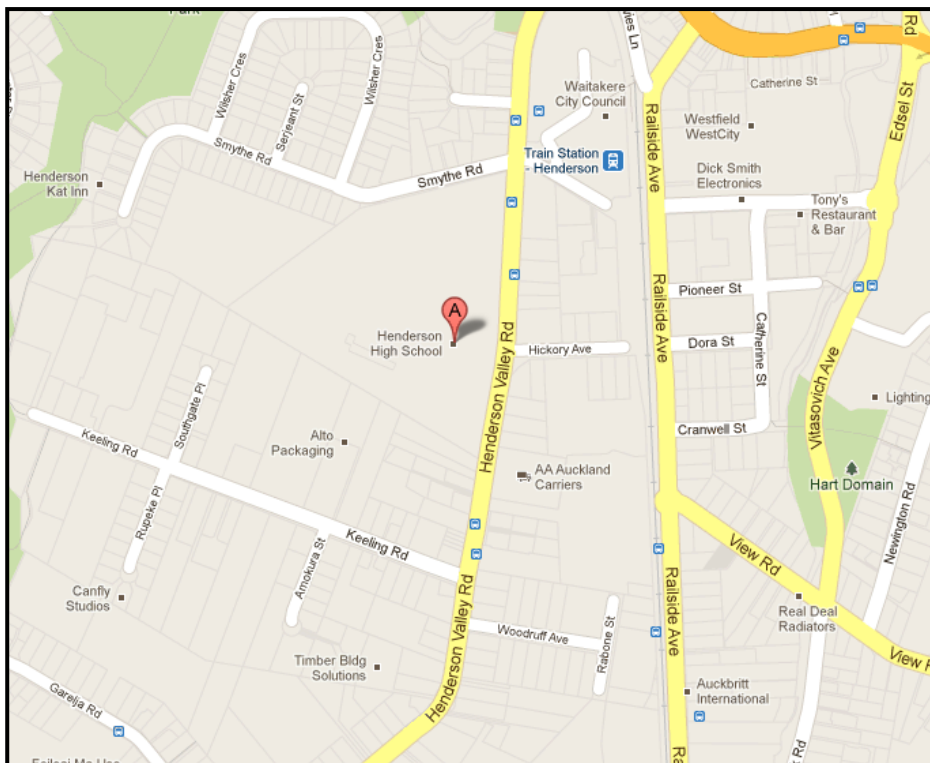 Park
Wilsher Cres
Serjeant St
Wilsher Cres
Smythe Rd
Smythe Rd
Henderson
Kat Inn
Waitakere
City Council
Train Station
- Henderson
Railside Ave
Catherine St
Westfield
WestCity
Dick Smith
Electronics
Tony's
Restaurant
& Bar
Edsel St
Rd
Pioneer St
Railside Ave
Dora St
Catherine St
Cranwell St
Vitasovich Ave
Lighting
Hart Domain
Newington Rd
A
Henderson
High School
Hickory Ave
Henderson Valley Rd
Southgate Pl
Keeling Rd
Rupeke Pl
Alto
Packaging
AA Auckland
Carriers
Keeling Rd
Amokura St
Canfly
Studios
Henderson Valley Rd
Woodruff Ave
Rabone St
Railside Ave
View Rd
Real Deal
Radiators
View
Timber Bldg
Solutions
Auckbritt
International
Garelja Rd
Rd